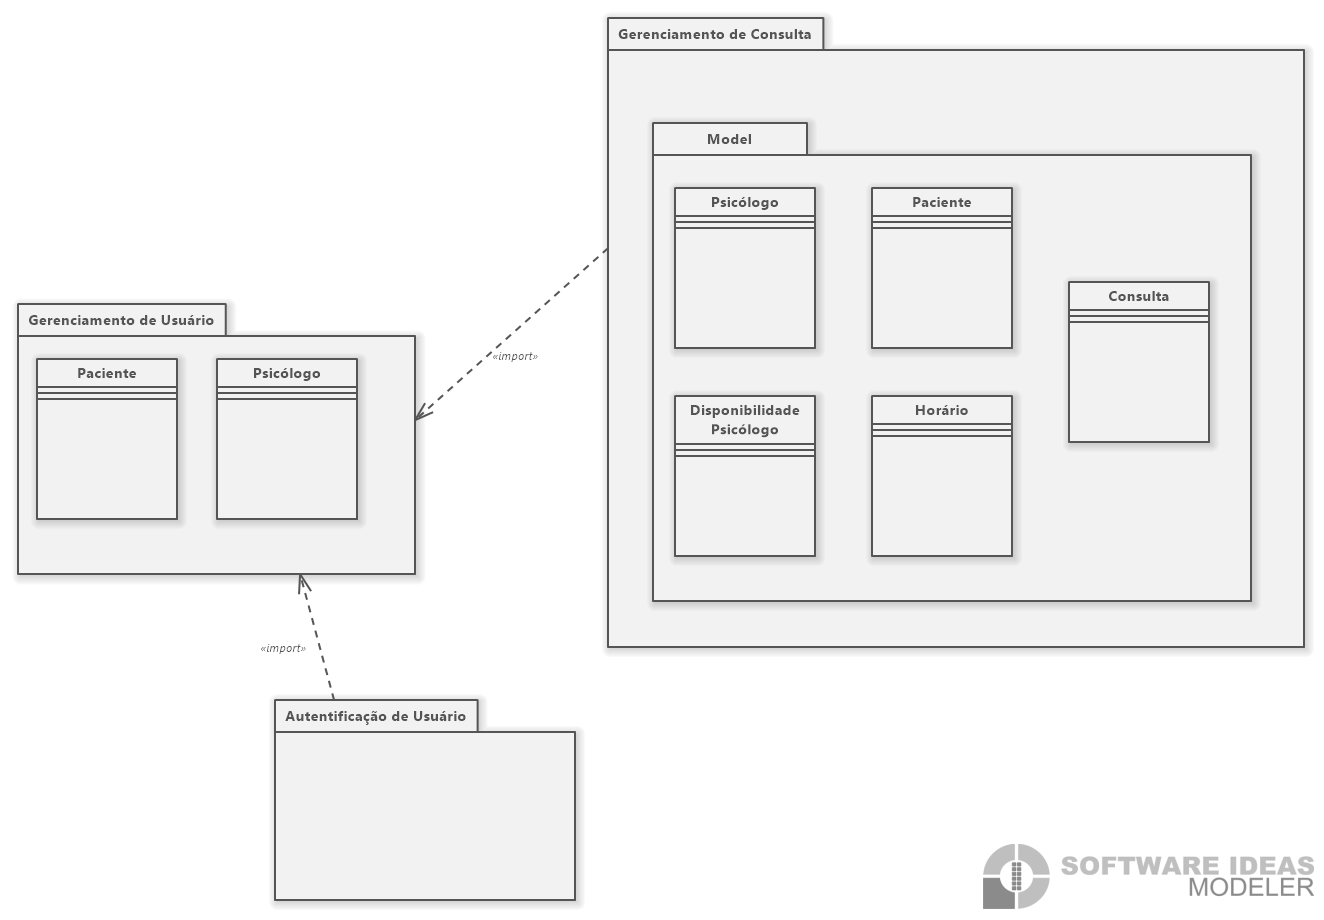 Gerenciamento de Consulta
Model
Psicólogo
Paciente
Consulta
Disponibilidade
Psicólogo
Horário
Gerenciamento de Usuário
Paciente
Psicólogo
«import»
«import»
Autentificação de Usuário
SOFTWARE IDEAS
MODELER